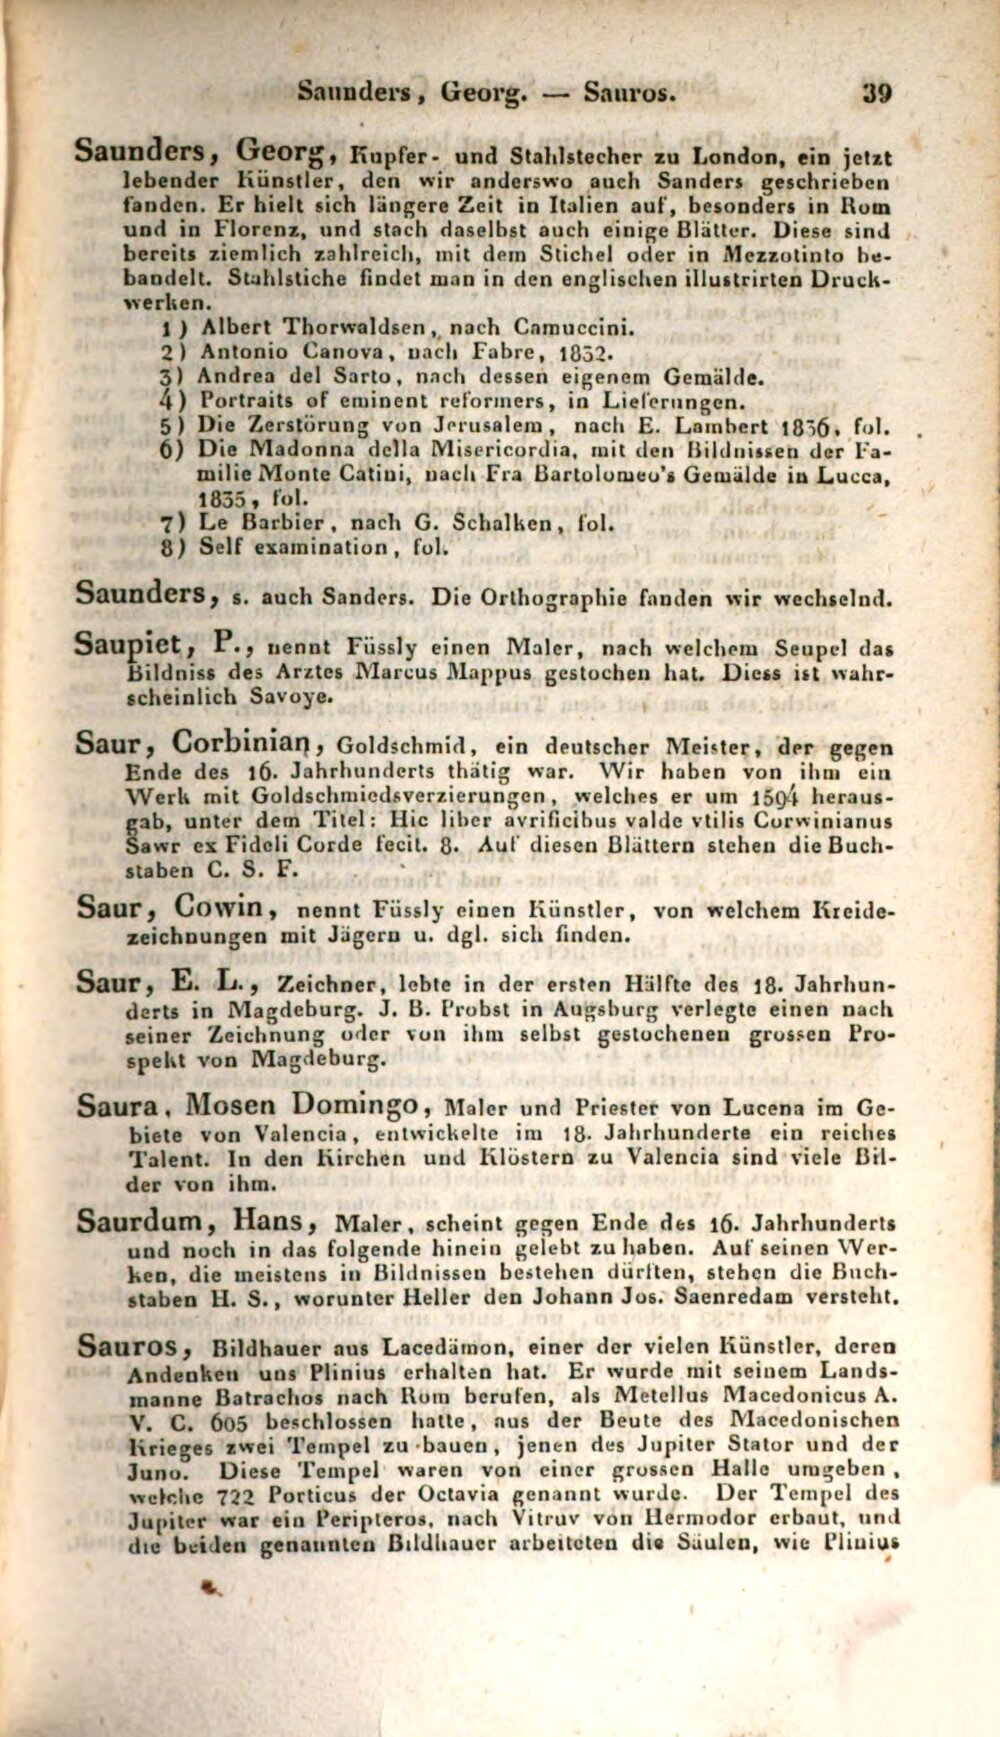 Saunders, Georg. — Sauros. 39
Saunders, Georg, Kupfer- und Stahlstecher zu London, ein jetzt
lebender Künstler, den wir anderswo auch Sanders geschrieben
fanden. Er hielt sich längere Zeit in Italien auf, besonders in Rom
und in Florenz, und stach daselbst auch einige Blätter. Diese sind
bereits ziemlich zahlreich, mit dem Stichel oder in Mezzotinto be-
handelt. Stahlstiche findet man in den englischen illustrirten Druck-
werken.
1) Albert Thorwaldsen, nach Camuccini.
2) Antonio Canova, nach Fabre, 1832.
3) Andrea del Sarto, nach dessen eigenem Gemälde.
4) Portraits of eminent reformers, in Lieferungen.
5) Die Zerstörung von Jerusalem, nach E. Lambert 1836, fol.
6) Die Madonna della Misericordia, mit den Bildnissen der Fa-
milie Monte Catini, nach Fra Bartolomeo's Gemälde in Lucca,
1835, fol.
7) Le Barbier, nach G. Schalken, fol.
8) Self examination, fol.
Saunders, s. auch Sanders. Die Orthographie fanden wir wechselnd.
Saupiet, P., nennt Füssly einen Maler, nach welchem Seupel das
Bildniss des Arztes Marcus Mappus gestochen hat. Diess ist wahr-
scheinlich Savoye.
Saur, Corbinian, Goldschmid, ein deutscher Meister, der gegen
Ende des 16. Jahrhunderts thätig war. Wir haben von ihm ein
Werk mit Goldschmiedsverzierungen, welches er um 1594 heraus-
gab, unter dem Titel: Hic liber avrificibus valde vtilis Corwinianus
Sawr ex Fideli Corde fecit. 8. Auf diesen Blättern stehen die Buch-
staben C. S. F.
Saur, Cowin, nennt Füssly einen Künstler, von welchem Kreide-
zeichnungen mit Jägern u. dgl. sich finden.
Saur, E. L., Zeichner, lebte in der ersten Hälfte des 18. Jahrhun-
derts in Magdeburg. J. B. Probst in Augsburg verlegte einen nach
seiner Zeichnung oder von ihm selbst gestochenen grossen Pro-
spekt von Magdeburg.
Saura, Mosen Domingo, Maler und Priester von Lucena im Ge-
biete von Valencia, entwickelte im 18. Jahrhunderte ein reiches
Talent. In den Kirchen und Klöstern zu Valencia sind viele Bil-
der von ihm.
Saurdum, Hans, Maler, scheint gegen Ende des 16. Jahrhunderts
und noch in das folgende hinein gelebt zu haben. Auf seinen Wer-
ken, die meistens in Bildnissen bestehen dürften, stehen die Buch-
staben H. S., worunter Heller den Johann Jos. Saenredam versteht.
Sauros, Bildhauer aus Lacedämon, einer der vielen Künstler, deren
Andenken uns Plinius erhalten hat. Er wurde mit seinem Lands-
manne Batrachos nach Rom berufen, als Metellus Macedonicus A.
V. C. 605 beschlossen hatte, aus der Beute des Macedonischen
Krieges zwei Tempel zu bauen, jenen des Jupiter Stator und der
Juno. Diese Tempel waren von einer grossen Halle umgeben,
welche 722 Porticus der Octavia genannt wurde. Der Tempel des
Jupiter war ein Peripteros, nach Vitruv von Hermodor erbaut, und
die beiden genannten Bildhauer arbeiteten die Säulen, wie Plinius